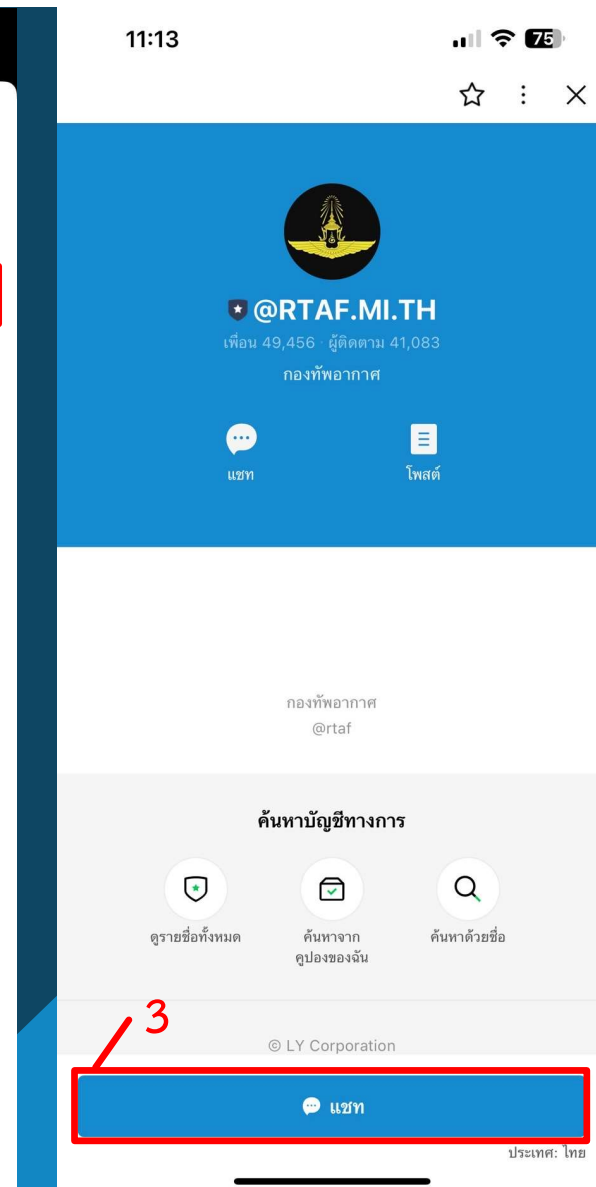 11:13
75
@RTAF.MI.TH
เพื่อน 49,456 · ผู้ติดตาม 41,083
กองทัพอากาศ
แชท
โพสต์
กองทัพอากาศ
@rtaf
ค้นหาบัญชีทางการ
ดูรายชื่อทั้งหมด
ค้นหาจาก
คูปองของฉัน
ค้นหาด้วยชื่อ
3
© LY Corporation
แชท
ประเทศ: ไทย